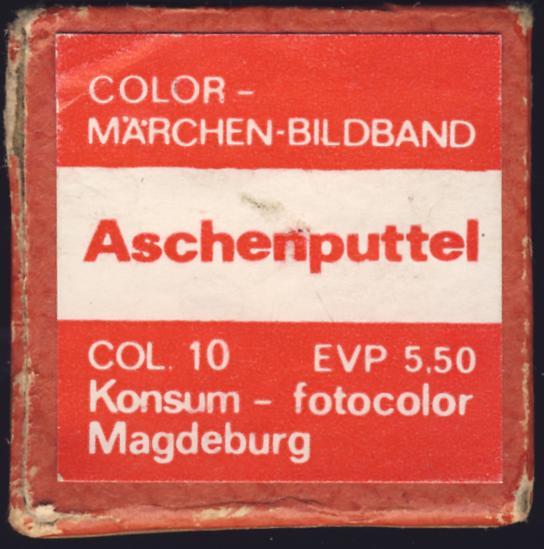 COLOR -
MÄRCHEN-BILDBAND
Aschenputtel
COL. 10 EVP 5,50
Konsum - fotocolor
Magdeburg